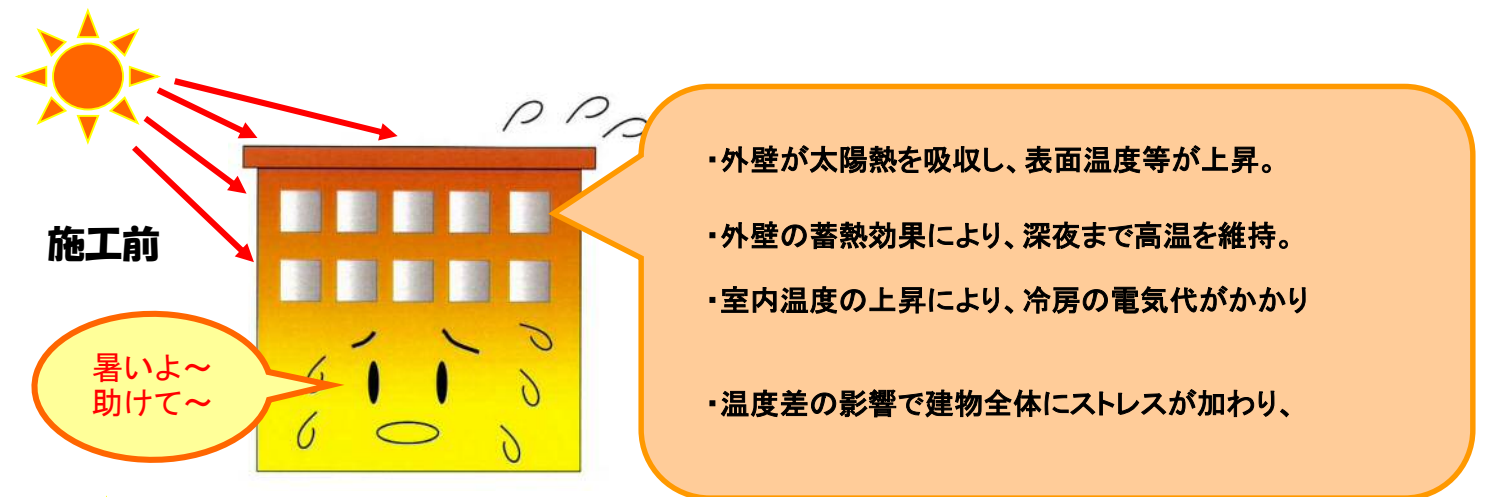 ・外壁が太陽熱を吸収し、表面温度等が上昇。
施工前
・外壁の蓄熱効果により、深夜まで高温を維持。
・室内温度の上昇により、冷房の電気代がかかり
暑いよ～
助けて～
・温度差の影響で建物全体にストレスが加わり、